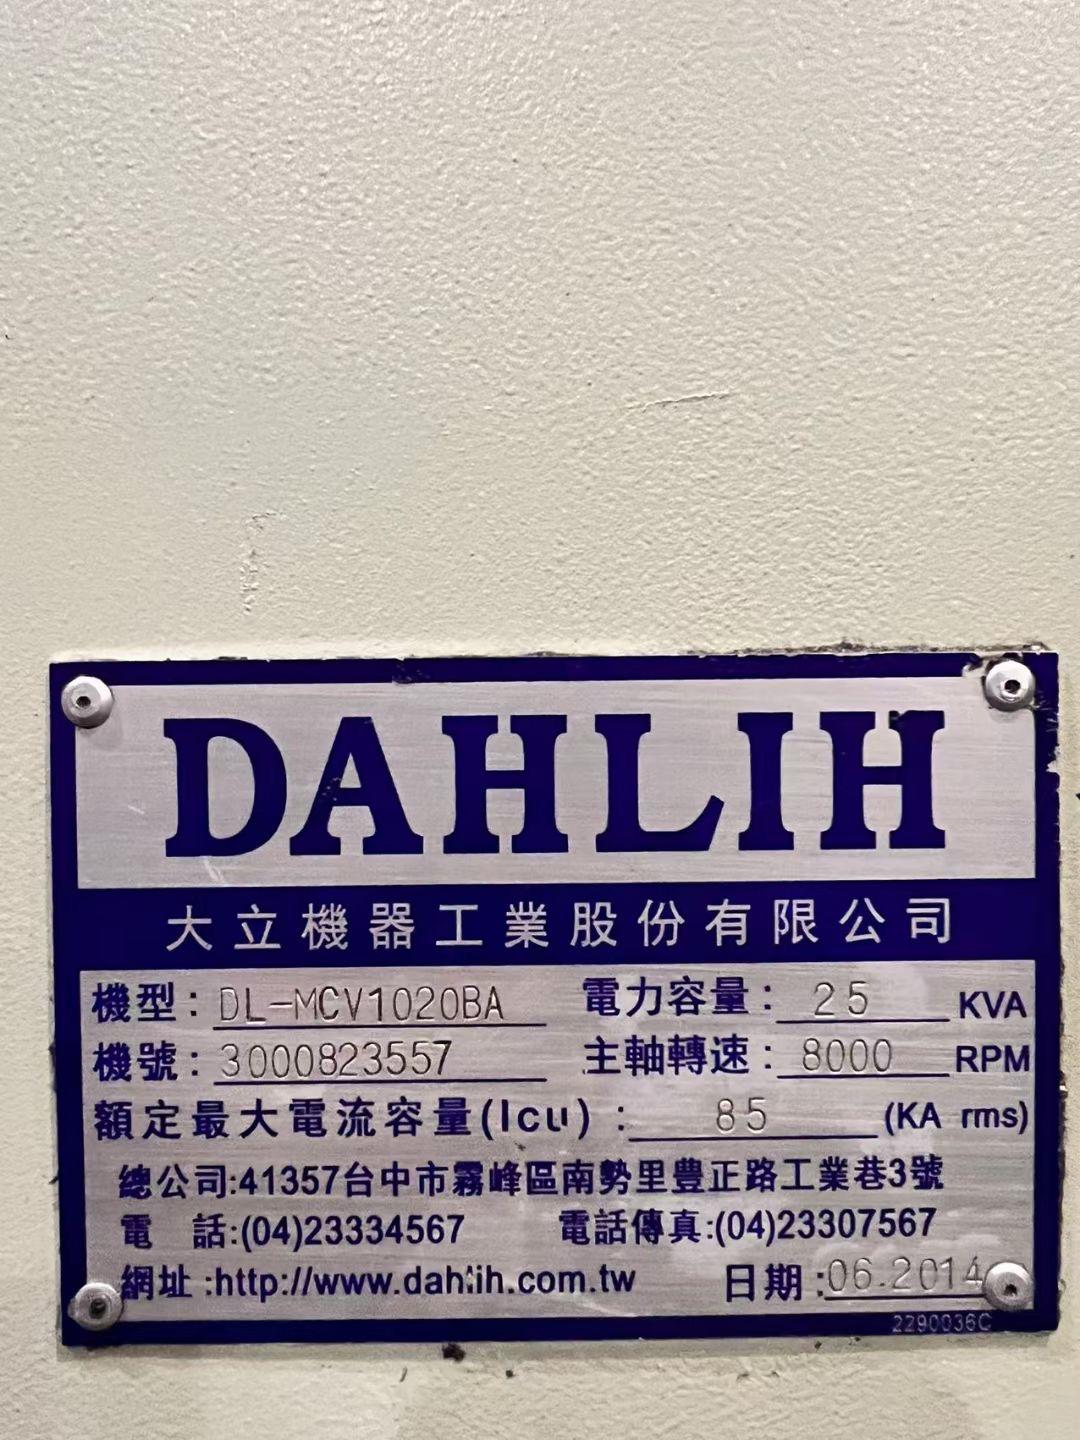 DAHLIH
大立機器工業股份有限公司
機型：DL-MCV1020BA 電力容量：25 KVA
機號：3000823557 主軸轉速：8000 RPM
額定最大電流容量(Icu)：85 (KA rms)
總公司:41357台中市霧峰區南勢里豊正路工業巷3號
電 話:(04)23334567 電話傳真:(04)23307567
網址:http://www.dahlih.com.tw 日期:06.2014
2290036C